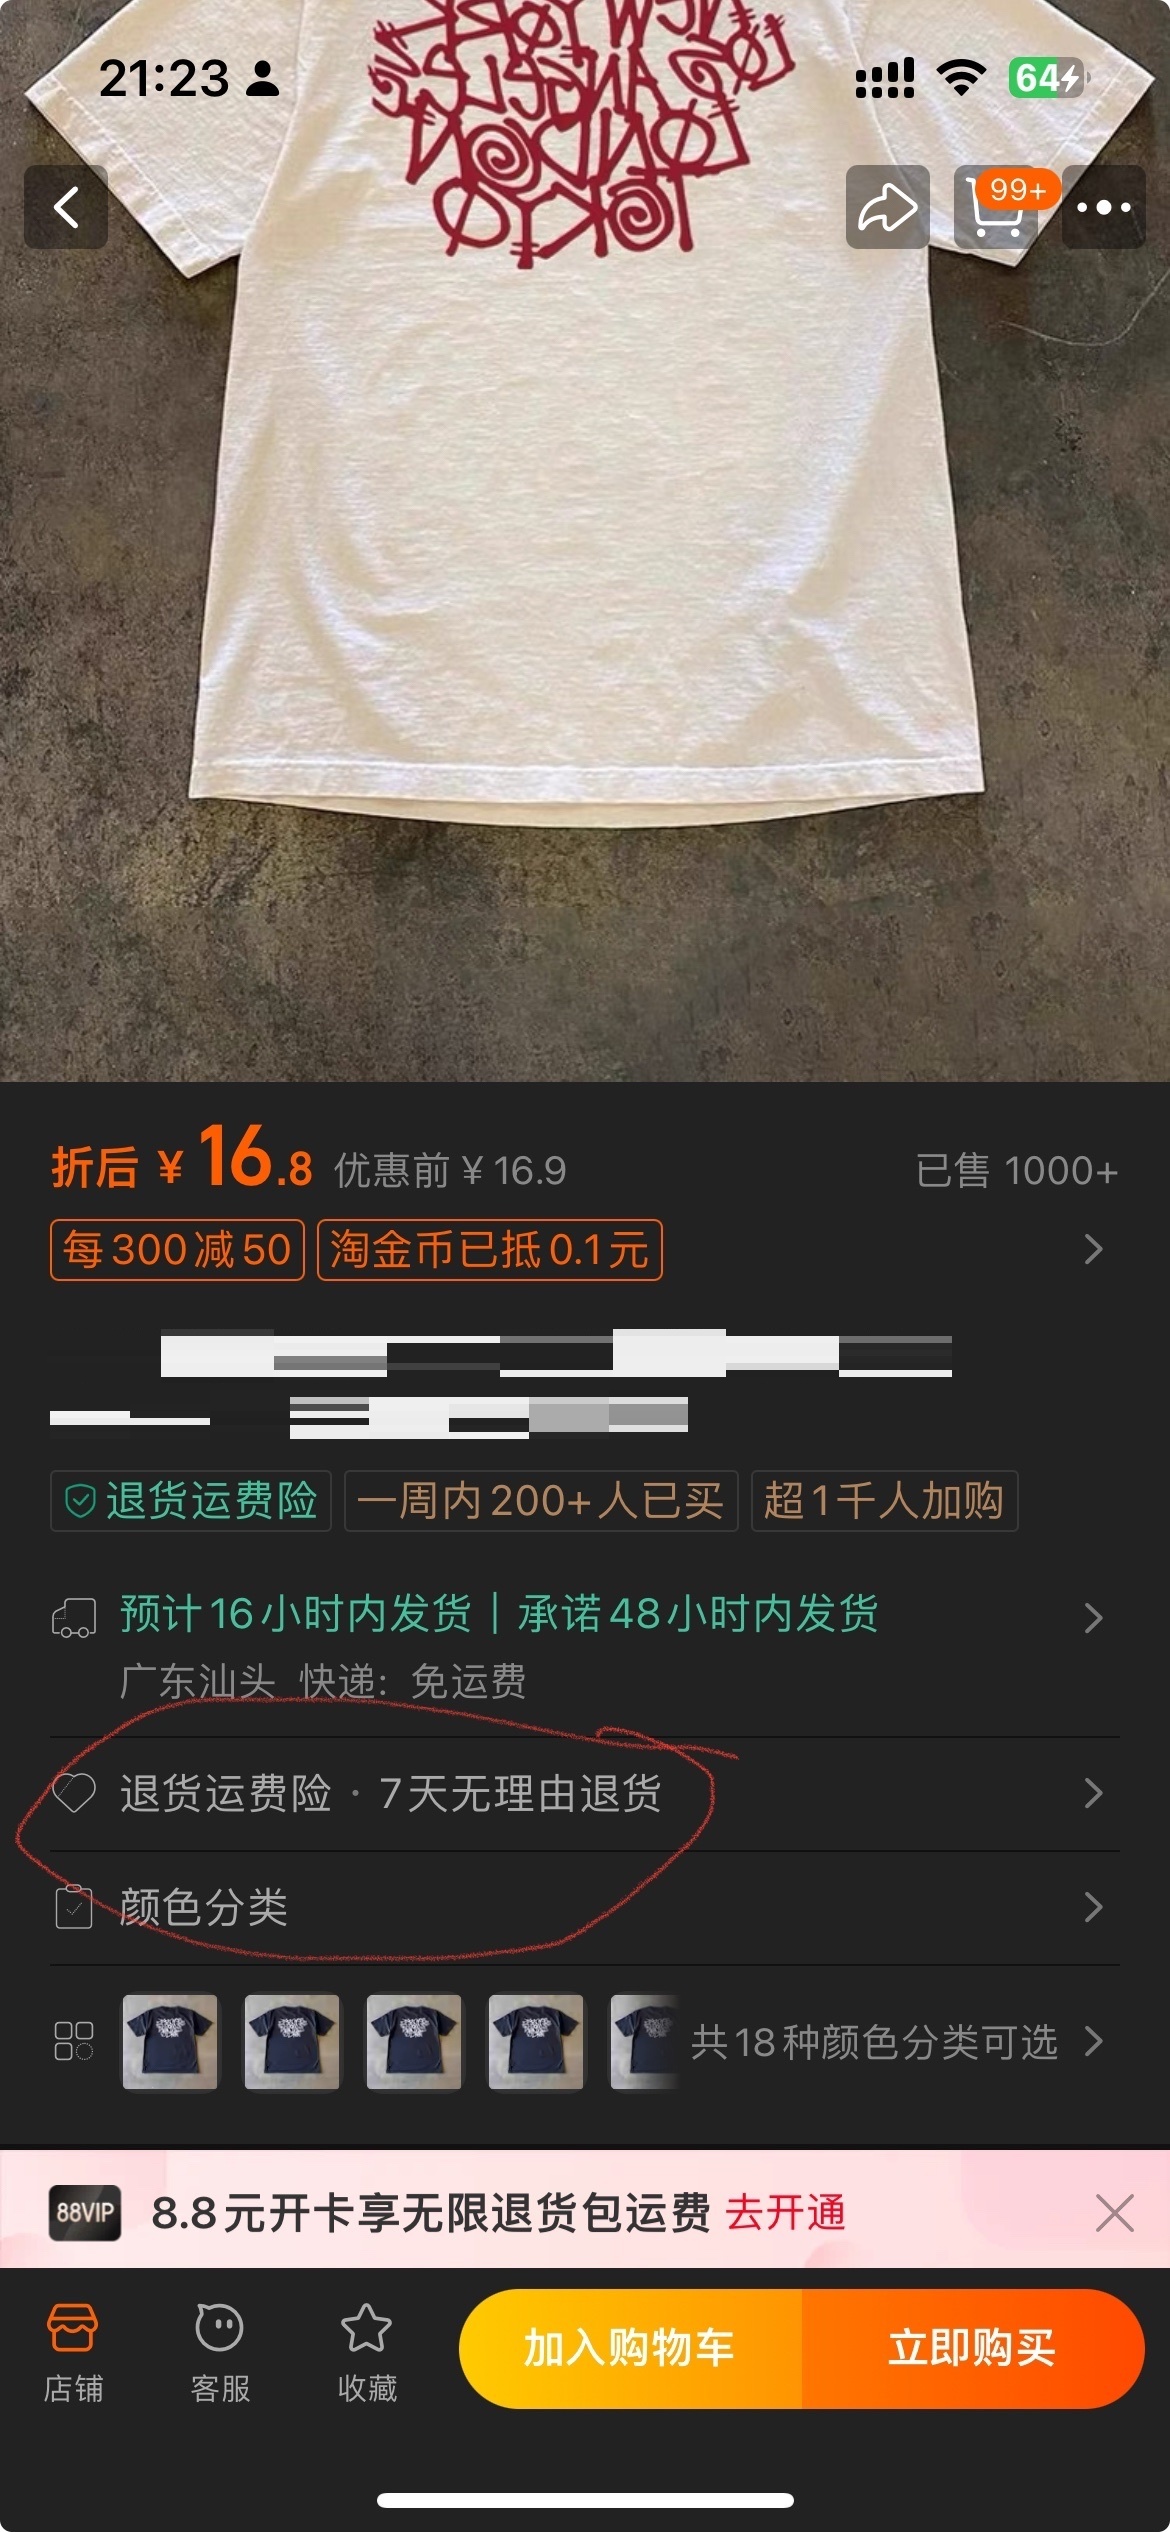 21:23
64
99+
NEW YORK
LOS ANGELES
LONDON
TOKYO
折后 ¥16.8 优惠前 ¥16.9 已售 1000+
每300减50 淘金币已抵0.1元
退货运费险 一周内200+人已买 超1千人加购
预计16小时内发货 | 承诺48小时内发货
广东汕头 快递: 免运费
退货运费险 · 7天无理由退货
颜色分类
共18种颜色分类可选
88VIP 8.8元开卡享无限退货包运费 去开通
店铺 客服 收藏 加入购物车 立即购买